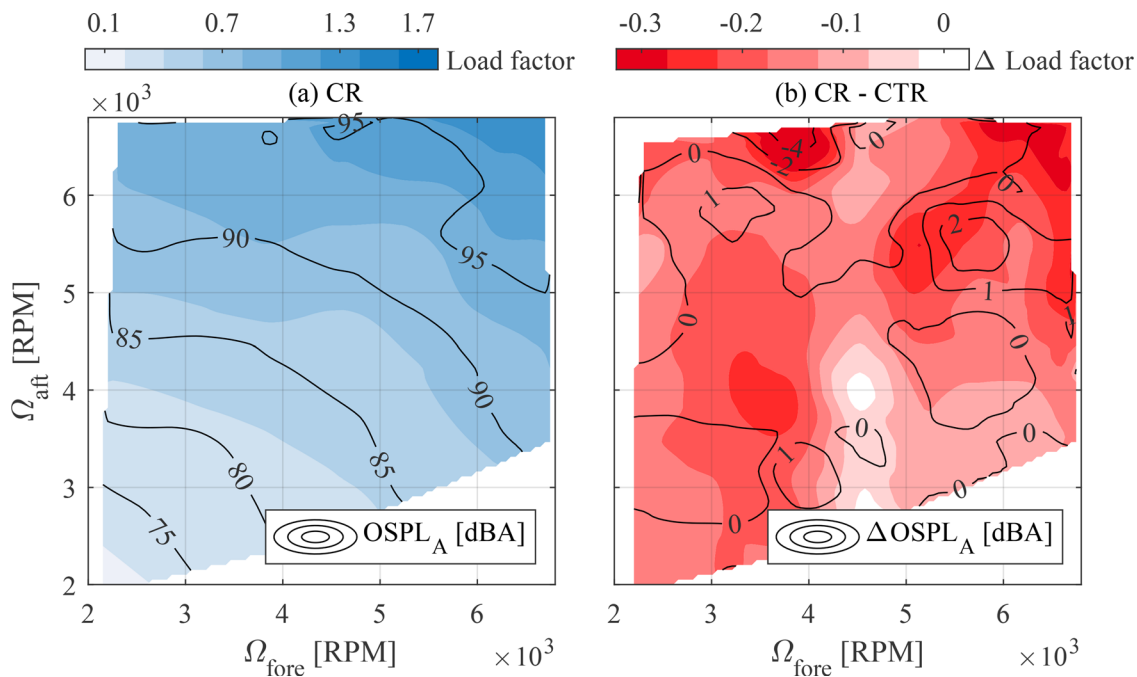 0.1 0.7 1.3 1.7
Load factor
(a) CR
×10³
6
5
4
3
2
2 3 4 5 6
Ω_aft [RPM]
Ω_fore [RPM]
×10³
95
90
95
85
90
80
85
75
OSPL_A [dBA]
-0.3 -0.2 -0.1 0
Δ Load factor
(b) CR - CTR
0
-4
-2
0
0
1
2
1
1
0
0
0
0
1
0
0
0
ΔOSPL_A [dBA]
2 3 4 5 6
Ω_fore [RPM]
×10³